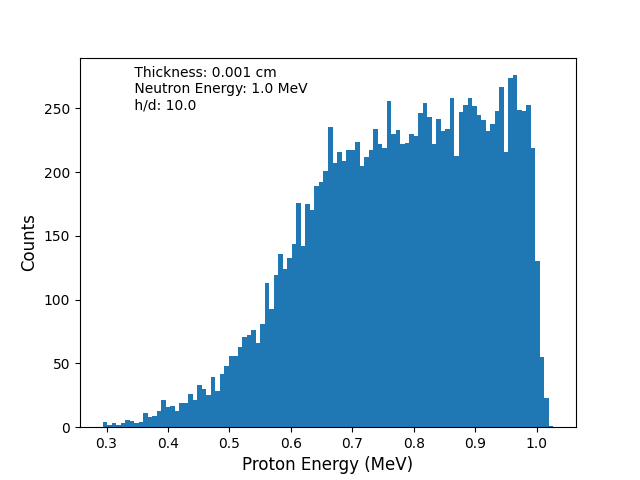 Thickness: 0.001 cm
Neutron Energy: 1.0 MeV
h/d: 10.0
250
200
150
100
50
0
Counts
0.3 0.4 0.5 0.6 0.7 0.8 0.9 1.0
Proton Energy (MeV)